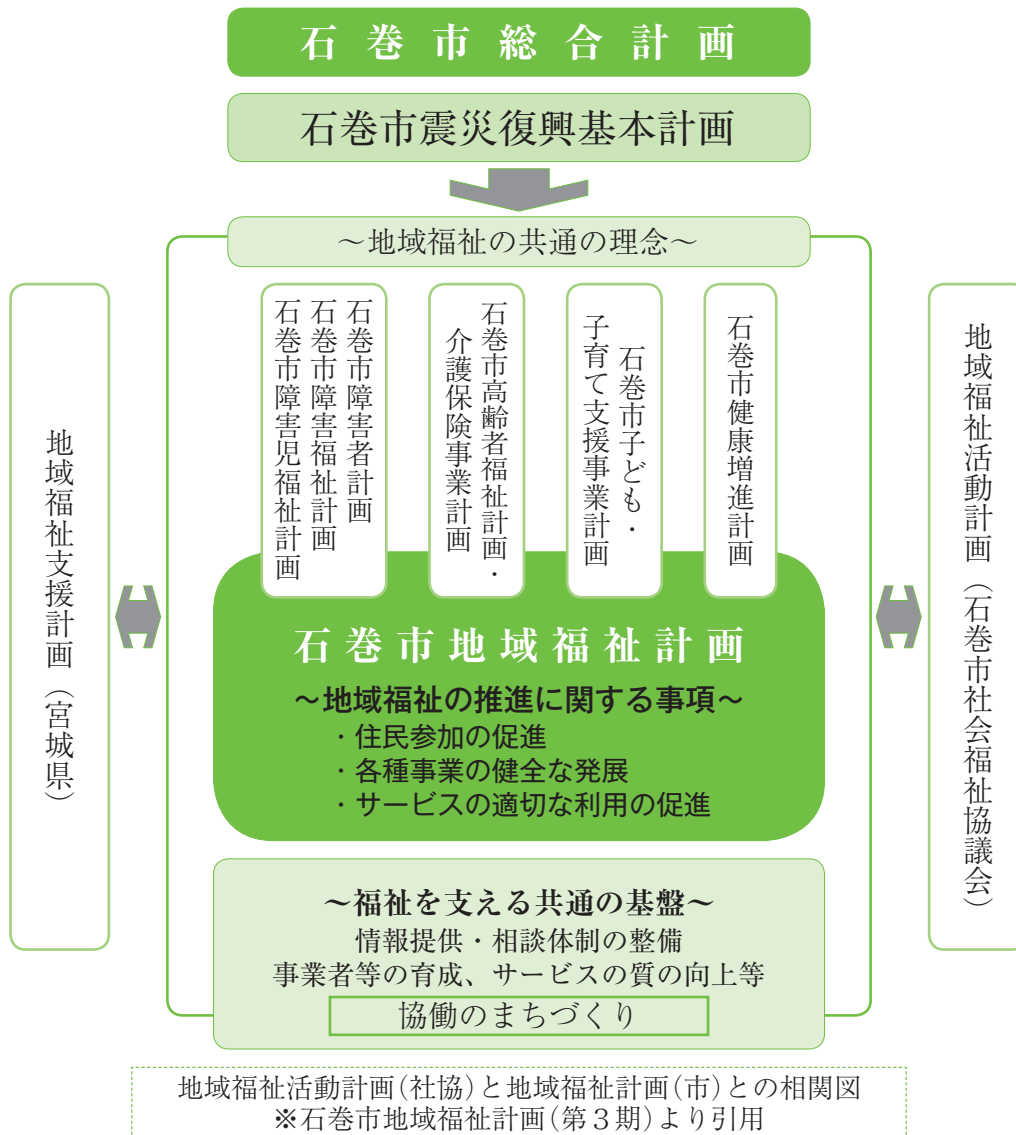 石巻市総合計画
石巻市震災復興基本計画
～地域福祉の共通の理念～
地域福祉支援計画（宮城県）
石巻市障害者計画
石巻市障害福祉計画
石巻市障害児福祉計画
石巻市高齢者福祉計画・
介護保険事業計画
石巻市子ども・
子育て支援事業計画
石巻市健康増進計画
地域福祉活動計画（石巻市社会福祉協議会）
石巻市地域福祉計画
～地域福祉の推進に関する事項～
・住民参加の促進
・各種事業の健全な発展
・サービスの適切な利用の促進
～福祉を支える共通の基盤～
情報提供・相談体制の整備
事業者等の育成、サービスの質の向上等
協働のまちづくり
地域福祉活動計画(社協)と地域福祉計画(市)との相関図
※石巻市地域福祉計画(第３期)より引用